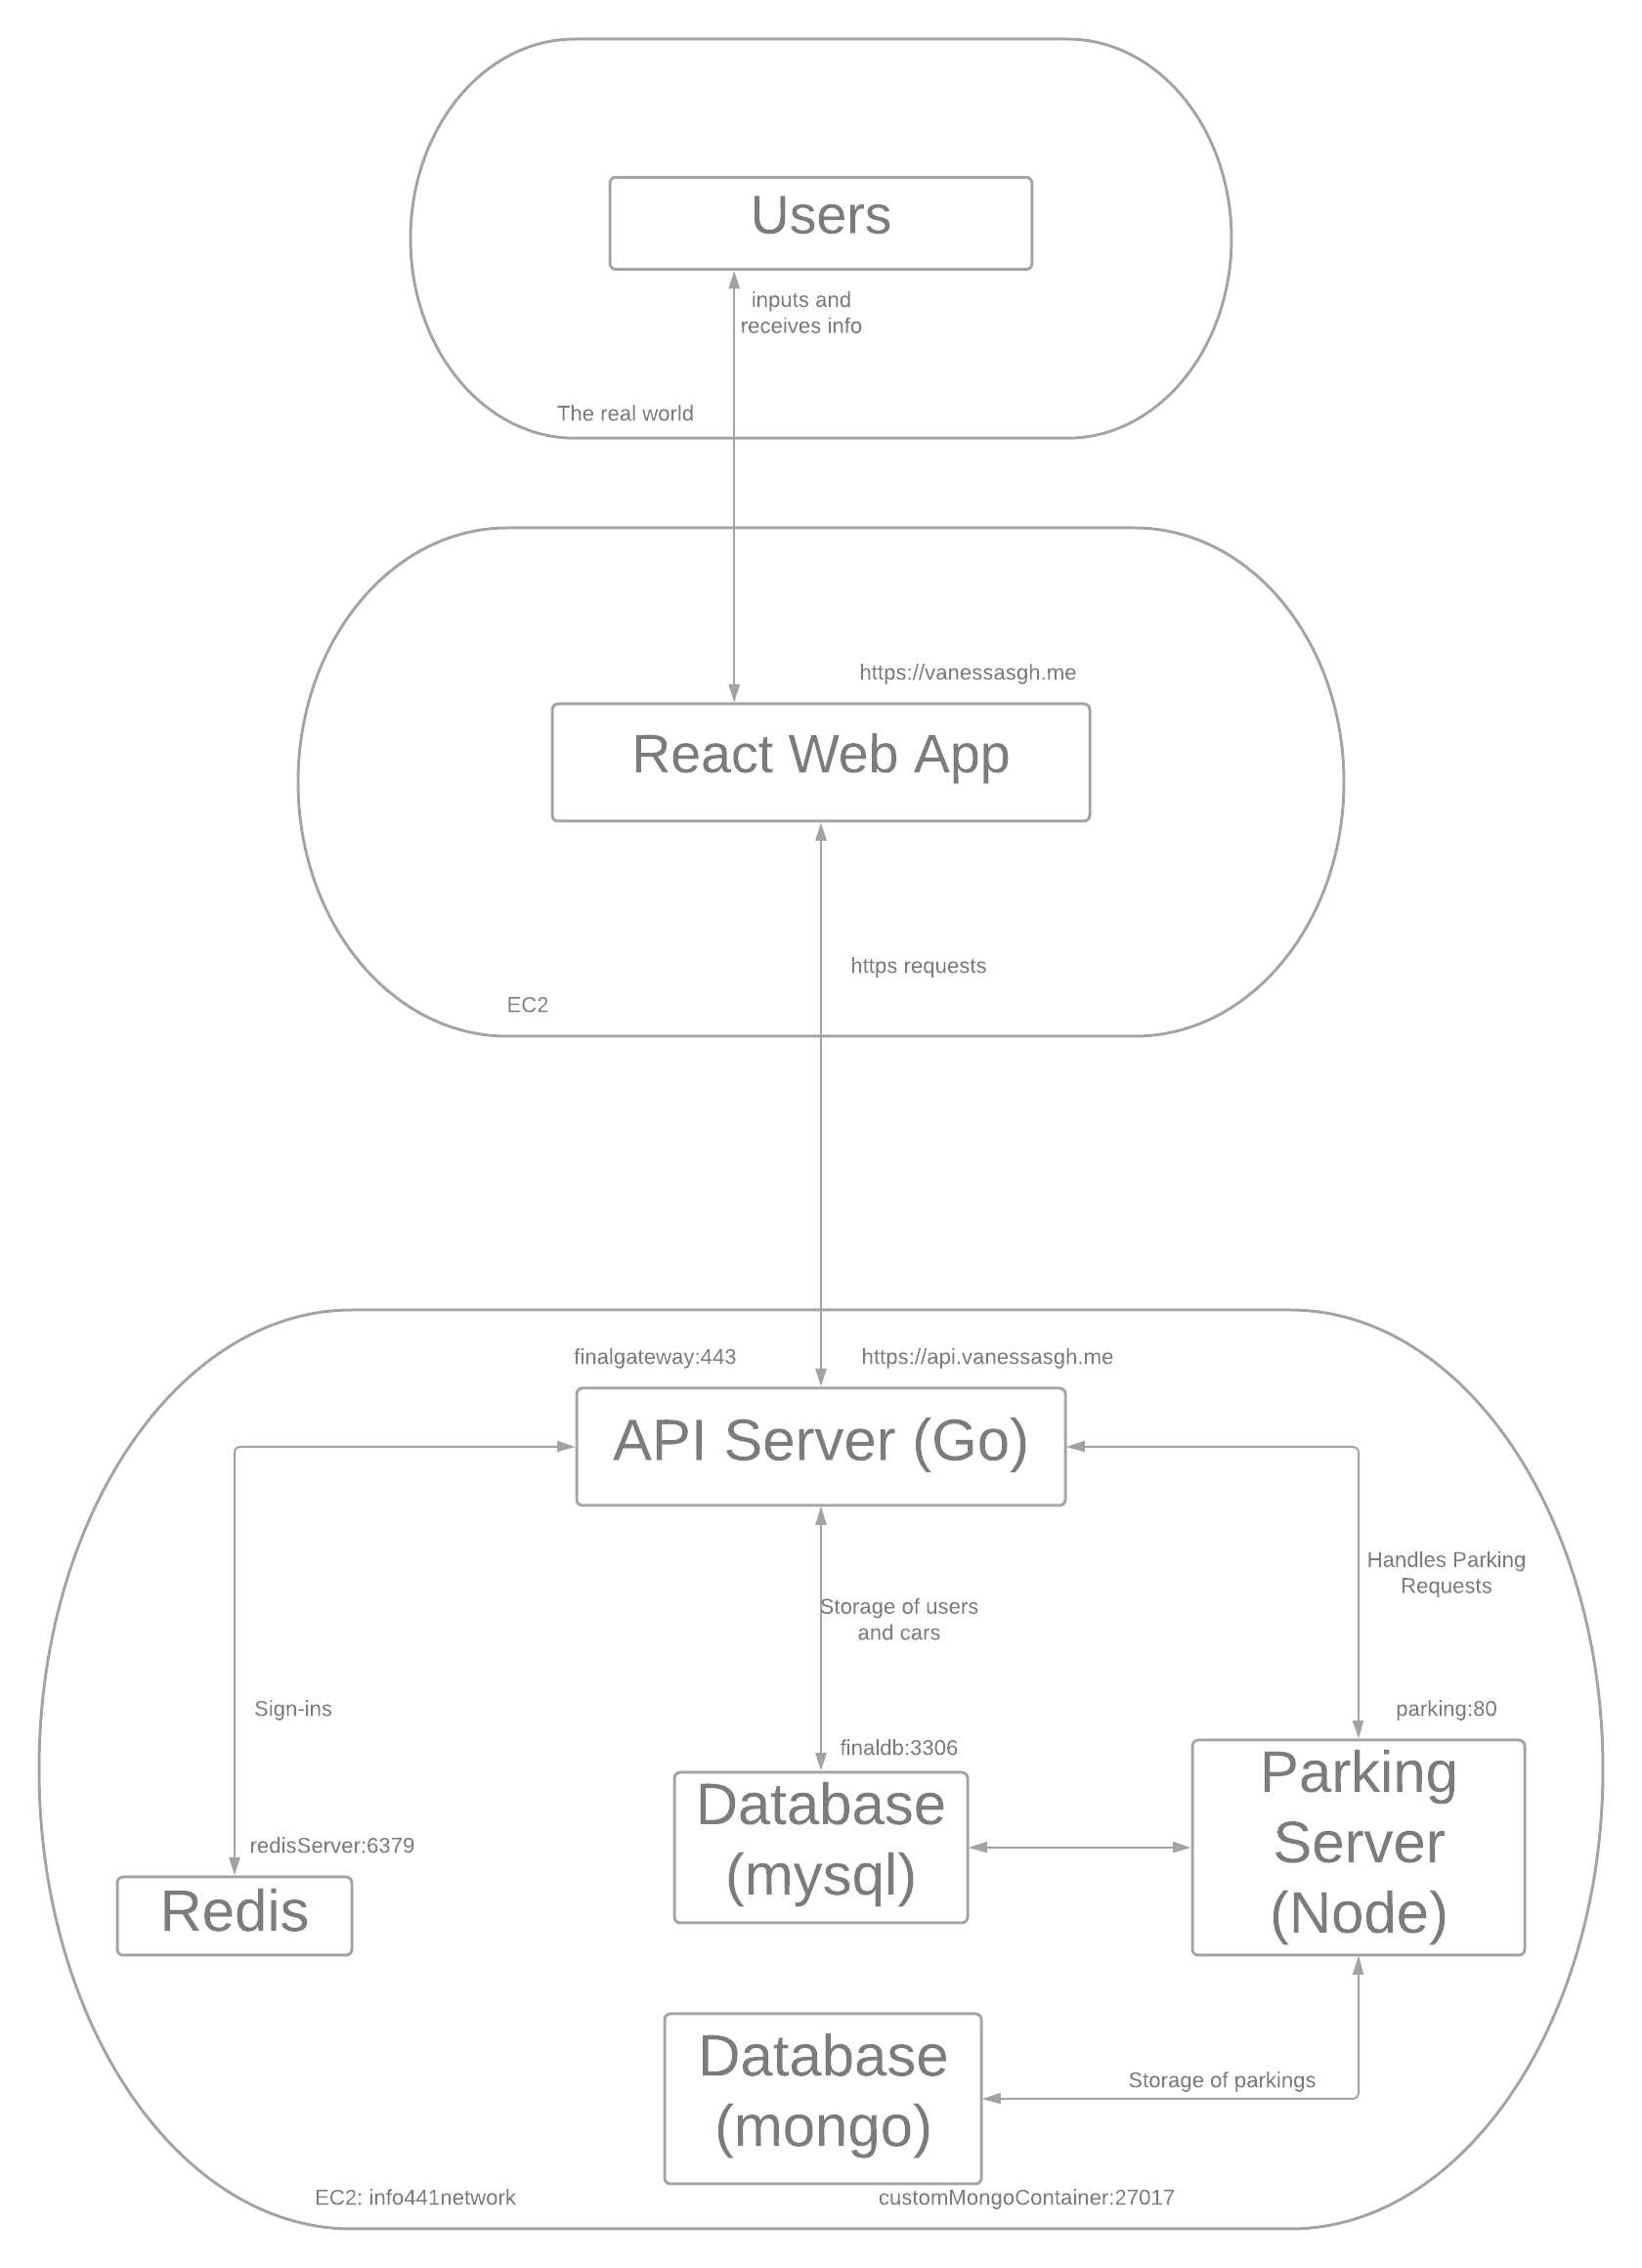 Users
inputs and
receives info
The real world
https://vanessasgh.me
React Web App
https requests
EC2
finalgateway:443
https://api.vanessasgh.me
API Server (Go)
Handles Parking
Requests
Storage of users
and cars
Sign-ins
parking:80
finaldb:3306
Database
(mysql)
Parking
Server
(Node)
redisServer:6379
Redis
Database
(mongo)
Storage of parkings
EC2: info441network
customMongoContainer:27017